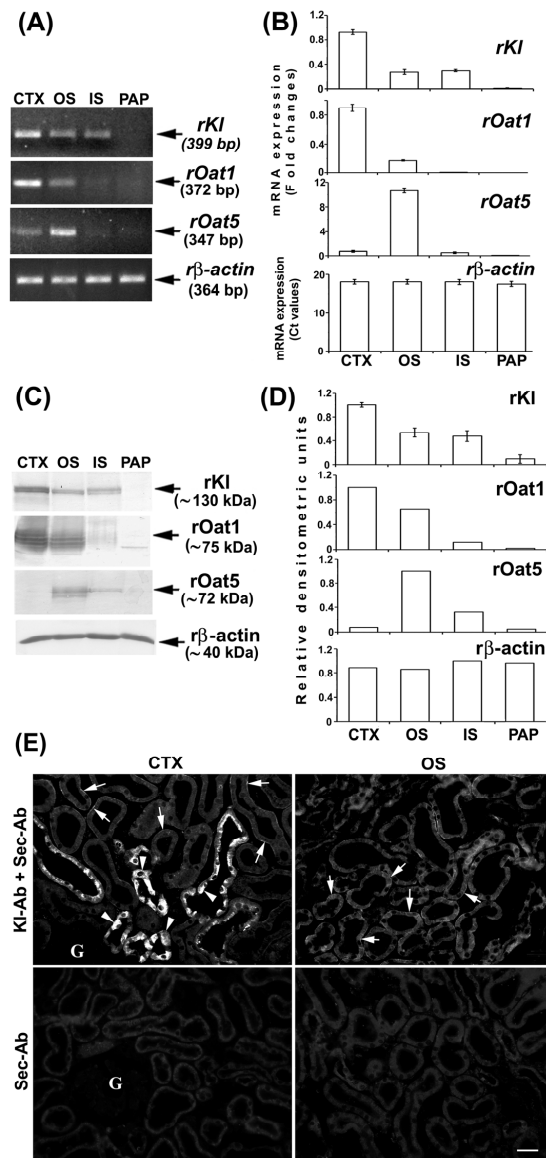 (A)
CTX OS IS PAP
rKl
(399 bp)
rOat1
(372 bp)
rOat5
(347 bp)
rβ-actin
(364 bp)
(B)
mRNA expression
(Fold changes)
1.2
0.8
0.4
0
rKl
1.2
0.8
0.4
0
rOat1
12
8
4
0
rOat5
mRNA expression
(Ct values)
20
10
0
rβ-actin
CTX OS IS PAP
(C)
CTX OS IS PAP
rKl
(~130 kDa)
rOat1
(~75 kDa)
rOat5
(~72 kDa)
rβ-actin
(~40 kDa)
(D)
Relative densitometric units
1.2
0.8
0.4
0
rKl
1.2
0.8
0.4
0
rOat1
1.2
0.8
0.4
0
rOat5
1.2
0.8
0.4
0
rβ-actin
CTX OS IS PAP
(E)
CTX OS
Kl-Ab + Sec-Ab
G
Sec-Ab
G